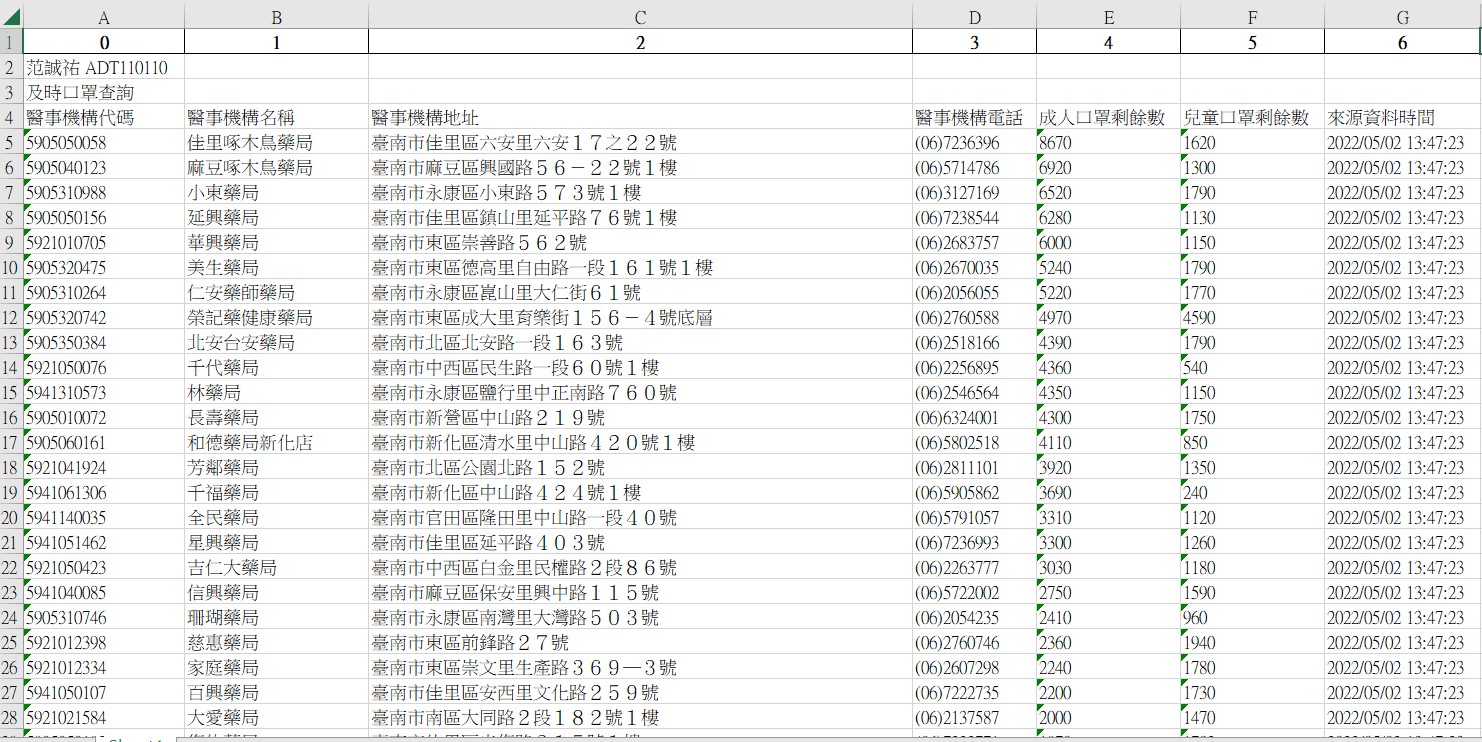 A B C D E F G
1 0 1 2 3 4 5 6
2 范誠祐 ADT110110
3 及時口罩查詢
4 醫事機構代碼 醫事機構名稱 醫事機構地址 醫事機構電話 成人口罩剩餘數 兒童口罩剩餘數 來源資料時間
5 5905050058 佳里啄木鳥藥局 臺南市佳里區六安里六安１７之２２號 (06)7236396 8670 1620 2022/05/02 13:47:23
6 5905040123 麻豆啄木鳥藥局 臺南市麻豆區興國路５６－２２號１樓 (06)5714786 6920 1300 2022/05/02 13:47:23
7 5905310988 小東藥局 臺南市永康區小東路５７３號１樓 (06)3127169 6520 1790 2022/05/02 13:47:23
8 5905050156 延興藥局 臺南市佳里區鎮山里延平路７６號１樓 (06)7238544 6280 1130 2022/05/02 13:47:23
9 5921010705 華興藥局 臺南市東區崇善路５６２號 (06)2683757 6000 1150 2022/05/02 13:47:23
10 5905320475 美生藥局 臺南市東區德高里自由路一段１６１號１樓 (06)2670035 5240 1790 2022/05/02 13:47:23
11 5905310264 仁安藥師藥局 臺南市永康區崑山里大仁街６１號 (06)2056055 5220 1770 2022/05/02 13:47:23
12 5905320742 榮記藥健康藥局 臺南市東區成大里育樂街１５６－４號底層 (06)2760588 4970 4590 2022/05/02 13:47:23
13 5905350384 北安台安藥局 臺南市北區北安路一段１６３號 (06)2518166 4390 1790 2022/05/02 13:47:23
14 5921050076 千代藥局 臺南市中西區民生路一段６０號１樓 (06)2256895 4360 540 2022/05/02 13:47:23
15 5941310573 林藥局 臺南市永康區鹽行里中正南路７６０號 (06)2546564 4350 1150 2022/05/02 13:47:23
16 5905010072 長壽藥局 臺南市新營區中山路２１９號 (06)6324001 4300 1750 2022/05/02 13:47:23
17 5905060161 和德藥局新化店 臺南市新化區清水里中山路４２０號１樓 (06)5802518 4110 850 2022/05/02 13:47:23
18 5921041924 芳鄰藥局 臺南市北區公園北路１５２號 (06)2811101 3920 1350 2022/05/02 13:47:23
19 5941061306 千福藥局 臺南市新化區中山路４２４號１樓 (06)5905862 3690 240 2022/05/02 13:47:23
20 5941140035 全民藥局 臺南市官田區隆田里中山路一段４０號 (06)5791057 3310 1120 2022/05/02 13:47:23
21 5941051462 星興藥局 臺南市佳里區延平路４０３號 (06)7236993 3300 1260 2022/05/02 13:47:23
22 5921050423 吉仁大藥局 臺南市中西區白金里民權路２段８６號 (06)2263777 3030 1180 2022/05/02 13:47:23
23 5941040085 信興藥局 臺南市麻豆區保安里興中路１１５號 (06)5722002 2750 1590 2022/05/02 13:47:23
24 5905310746 珊瑚藥局 臺南市永康區南灣里大灣路５０３號 (06)2054235 2410 960 2022/05/02 13:47:23
25 5921012398 慈惠藥局 臺南市東區前鋒路２７號 (06)2760746 2360 1940 2022/05/02 13:47:23
26 5921012334 家庭藥局 臺南市東區崇文里生產路３６９—３號 (06)2607298 2240 1780 2022/05/02 13:47:23
27 5941050107 百興藥局 臺南市佳里區安西里文化路２５９號 (06)7222735 2200 1730 2022/05/02 13:47:23
28 5921021584 大愛藥局 臺南市南區大同路２段１８２號１樓 (06)2137587 2000 1470 2022/05/02 13:47:23